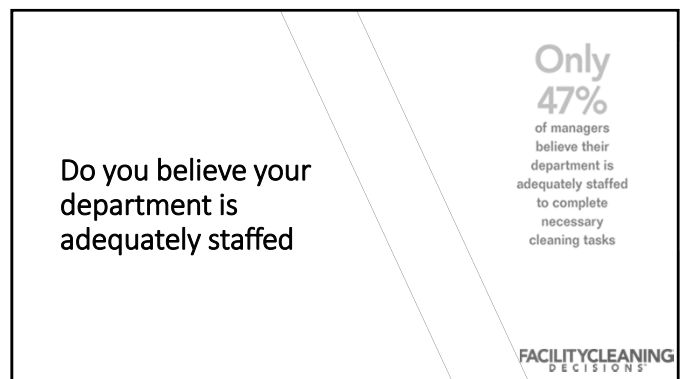 Do you believe your
department is
adequately staffed
Only
47%
of managers
believe their
department is
adequately staffed
to complete
necessary
cleaning tasks
FACILITYCLEANING
DECISIONS